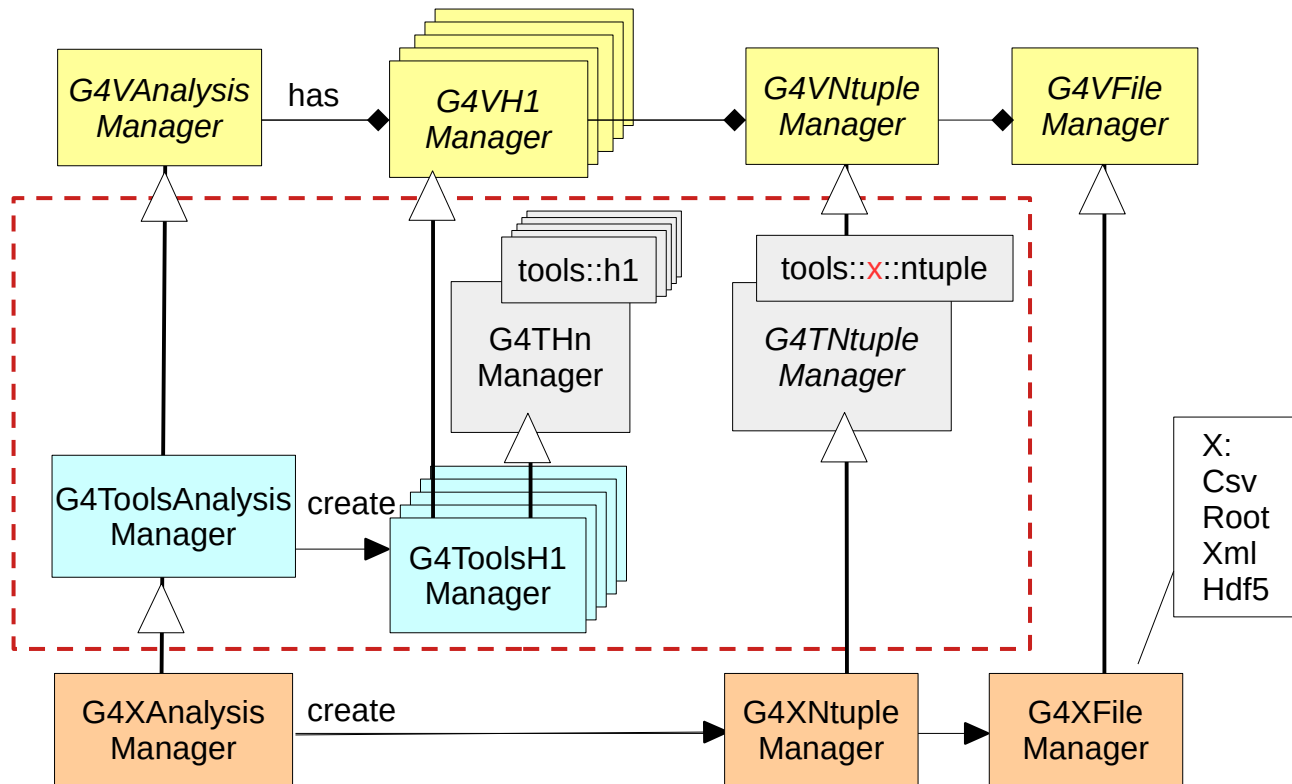 G4VAnalysis
Manager
has
G4VH1
Manager
G4VNtuple
Manager
G4VFile
Manager
tools::h1
G4THn
Manager
tools::x::ntuple
G4TNtuple
Manager
G4ToolsAnalysis
Manager
create
G4ToolsH1
Manager
X:
Csv
Root
Xml
Hdf5
G4XAnalysis
Manager
create
G4XNtuple
Manager
G4XFile
Manager